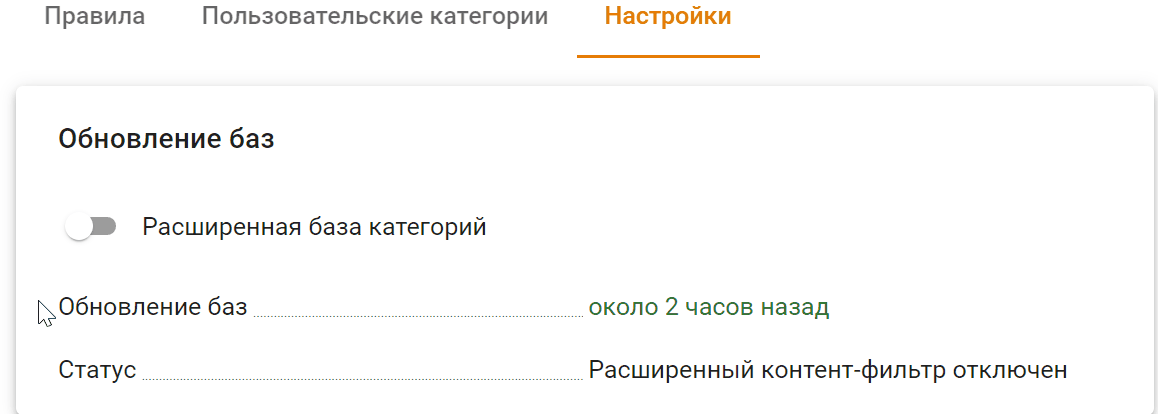 Правила Пользовательские категории Настройки
Обновление баз
Расширенная база категорий
Обновление баз около 2 часов назад
Статус Расширенный контент-фильтр отключен